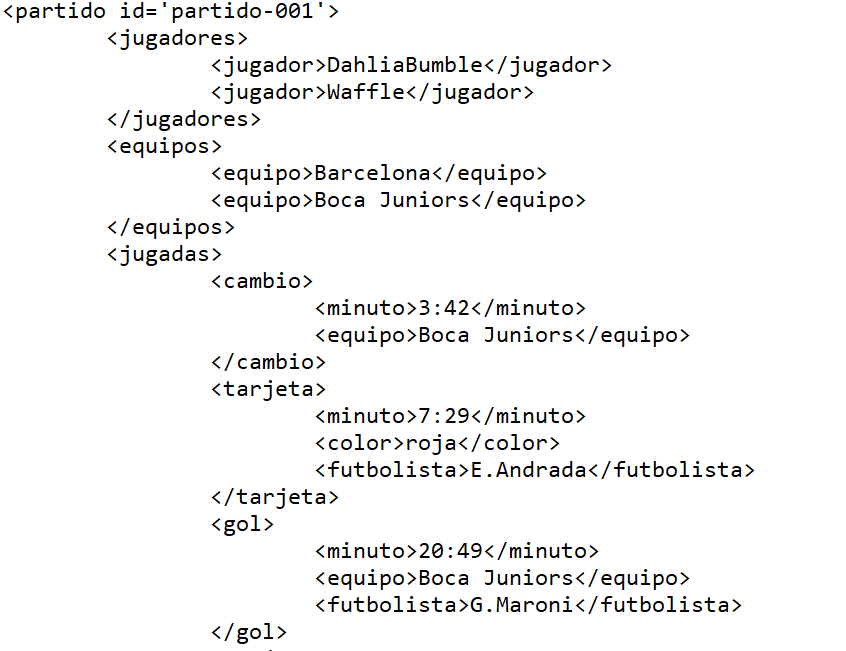 <partido id='partido-001'>
<jugadores>
<jugador>DahliaBumble</jugador>
<jugador>Waffle</jugador>
</jugadores>
<equipos>
<equipo>Barcelona</equipo>
<equipo>Boca Juniors</equipo>
</equipos>
<jugadas>
<cambio>
<minuto>3:42</minuto>
<equipo>Boca Juniors</equipo>
</cambio>
<tarjeta>
<minuto>7:29</minuto>
<color>roja</color>
<futbolista>E.Andrada</futbolista>
</tarjeta>
<gol>
<minuto>20:49</minuto>
<equipo>Boca Juniors</equipo>
<futbolista>G.Maroni</futbolista>
</gol>